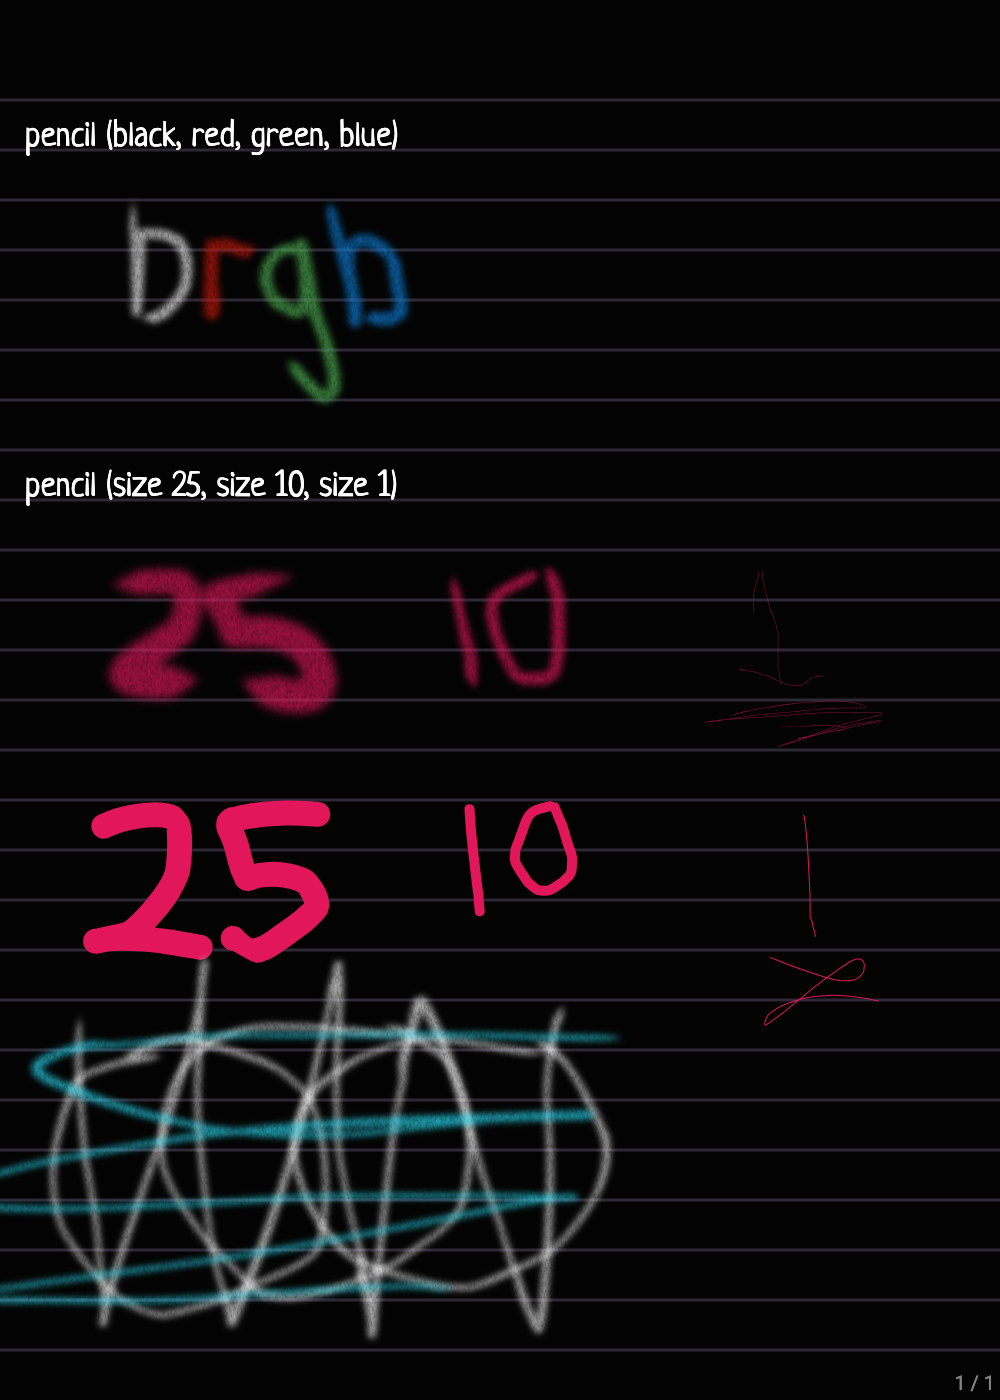 pencil (black, red, green, blue)
brgb
pencil (size 25, size 10, size 1)
25 10 1
25 10 1
1 / 1